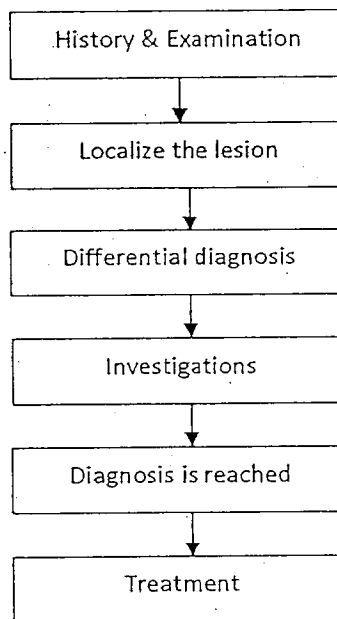 History & Examination
Localize the lesion
Differential diagnosis
Investigations
Diagnosis is reached
Treatment